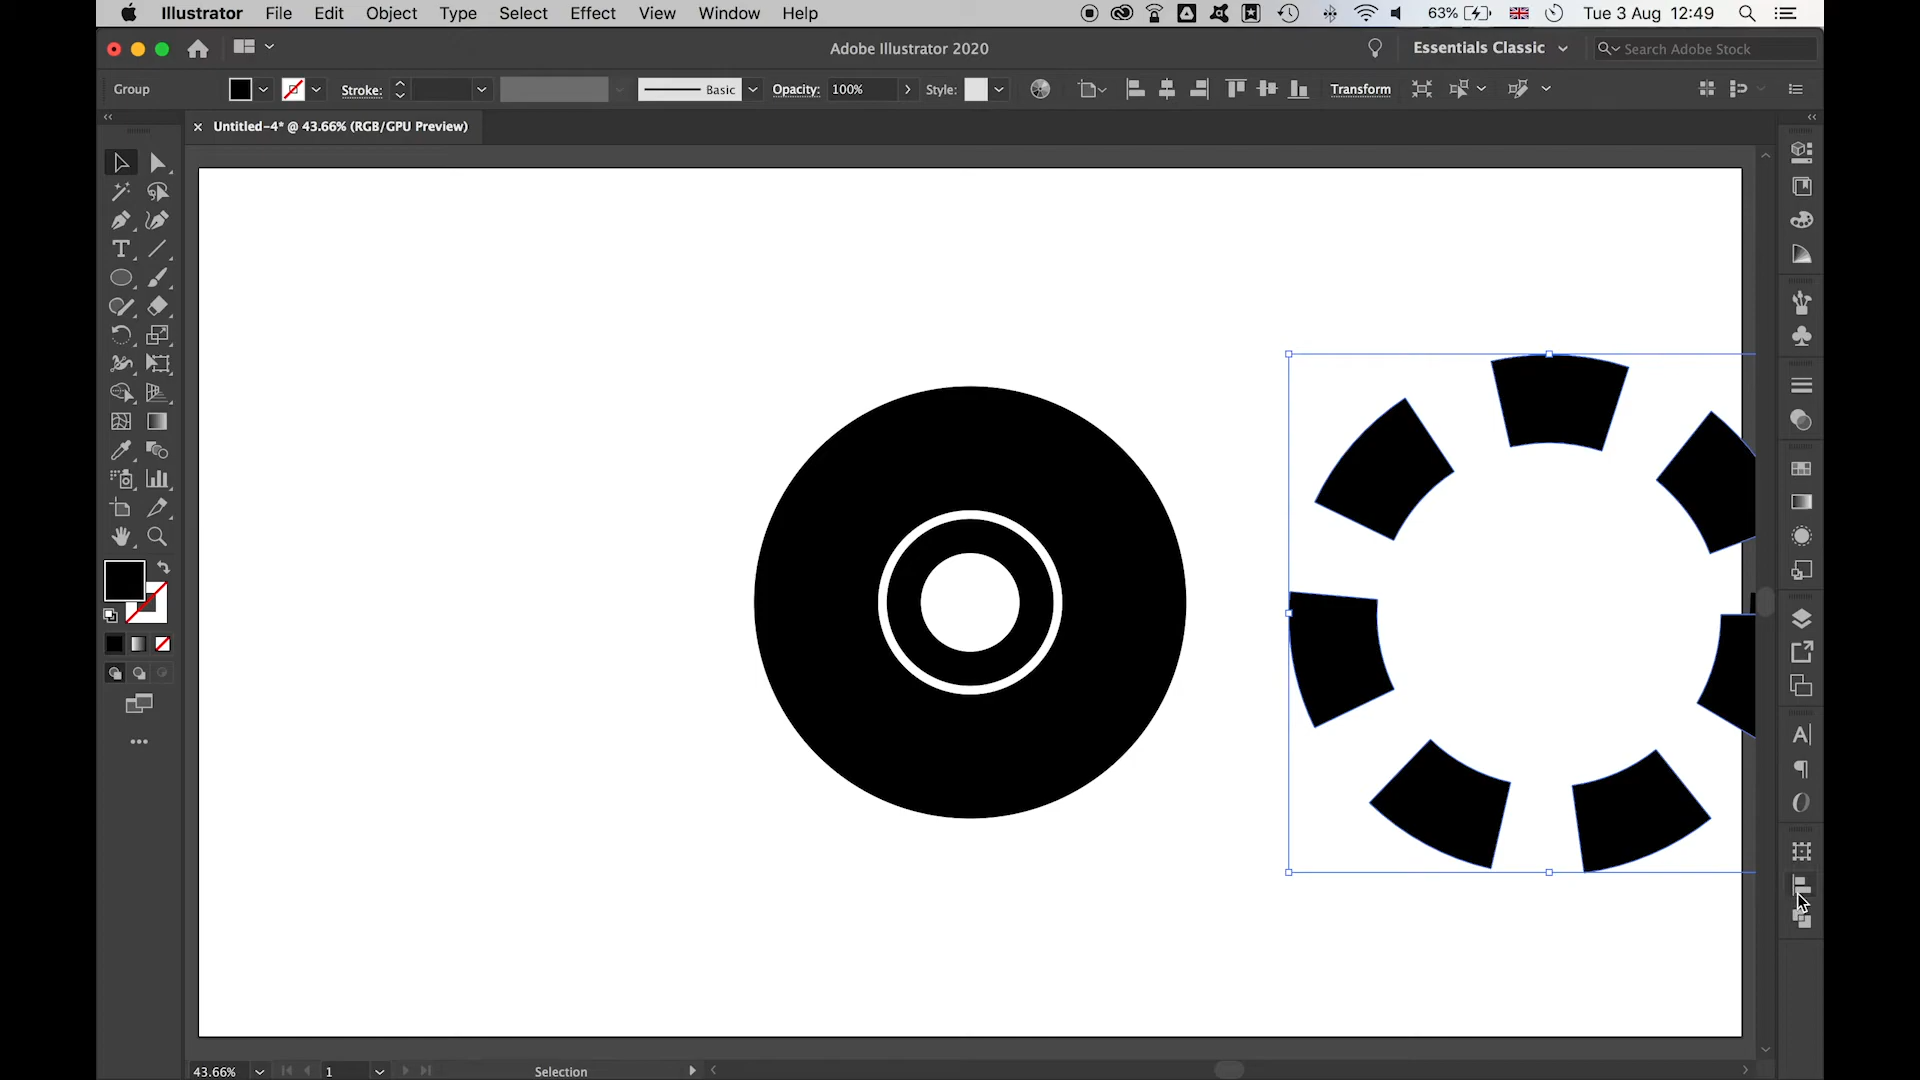 Illustrator File Edit Object Type Select Effect View Window Help 63% Tue 3 Aug 12:49
Adobe Illustrator 2020 Essentials Classic Search Adobe Stock
Group Stroke: Basic Opacity: 100% Style: Transform
× Untitled-4* @ 43.66% (RGB/GPU Preview)
43.66% 1 Selection